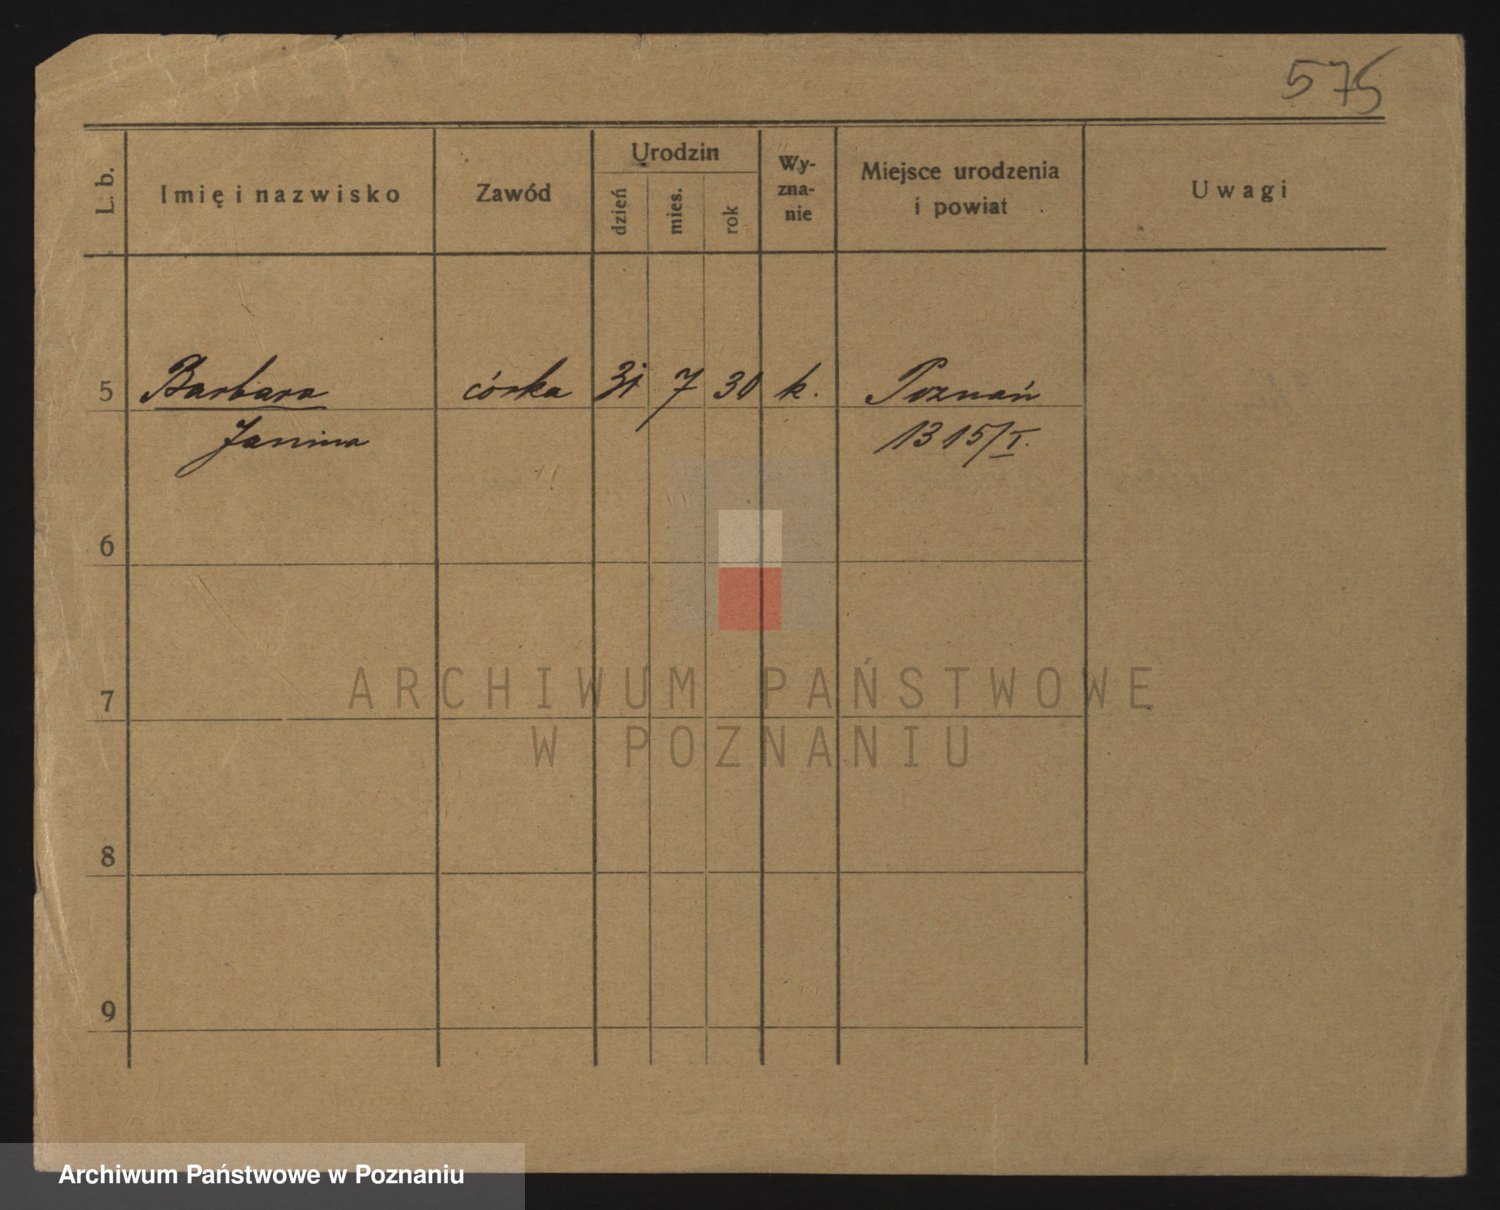 575
L. b.
Imię i nazwisko
Zawód
Urodzin
dzień
mies.
rok
Wy-
zna-
nie
Miejsce urodzenia
i powiat
Uwagi
5 Barbara córka 31 7 30 k. Poznań
Janina 1315/I.
6
7
8
9
ARCHIWUM PAŃSTWOWE
W POZNANIU
Archiwum Państwowe w Poznaniu